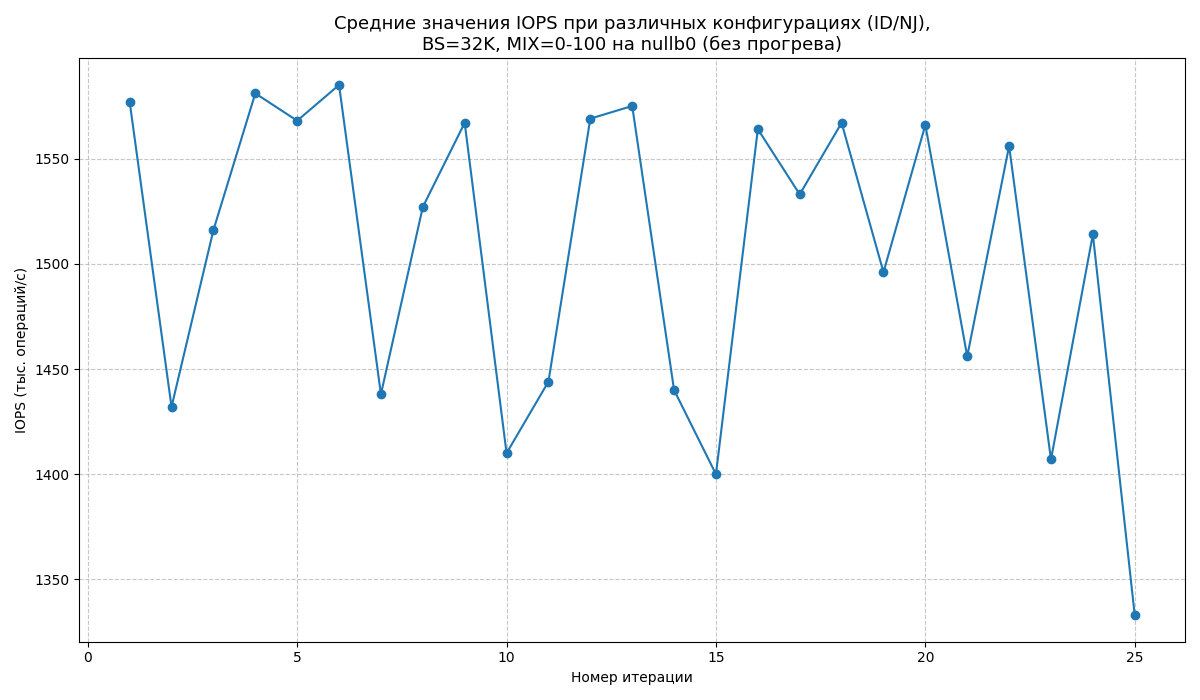 Средние значения IOPS при различных конфигурациях (ID/NJ),
BS=32K, MIX=0-100 на nullb0 (без прогрева)
IOPS (тыс. операций/с)
1550
1500
1450
1400
1350
0 5 10 15 20 25
Номер итерации